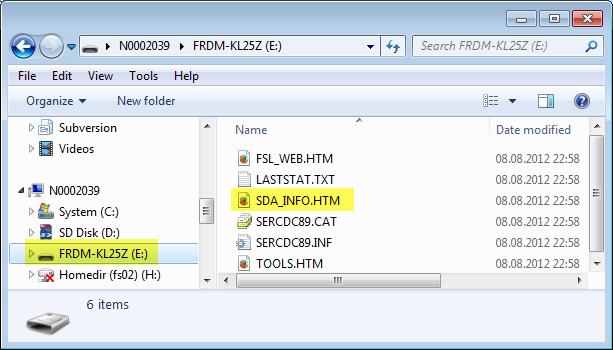 N0002039 ▸ FRDM-KL25Z (E:)
Search FRDM-KL25Z (E:)
File Edit View Tools Help
Organize New folder
Subversion
Videos
N0002039
System (C:)
SD Disk (D:)
FRDM-KL25Z (E:)
Homedir (fs02) (H:)
Name Date modified
FSL_WEB.HTM 08.08.2012 22:58
LASTSTAT.TXT 08.08.2012 22:58
SDA_INFO.HTM 08.08.2012 22:58
SERCDC89.CAT 08.08.2012 22:58
SERCDC89.INF 08.08.2012 22:58
TOOLS.HTM 08.08.2012 22:58
6 items